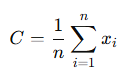 C = \frac{1}{n} \sum_{i=1}^{n} x_i